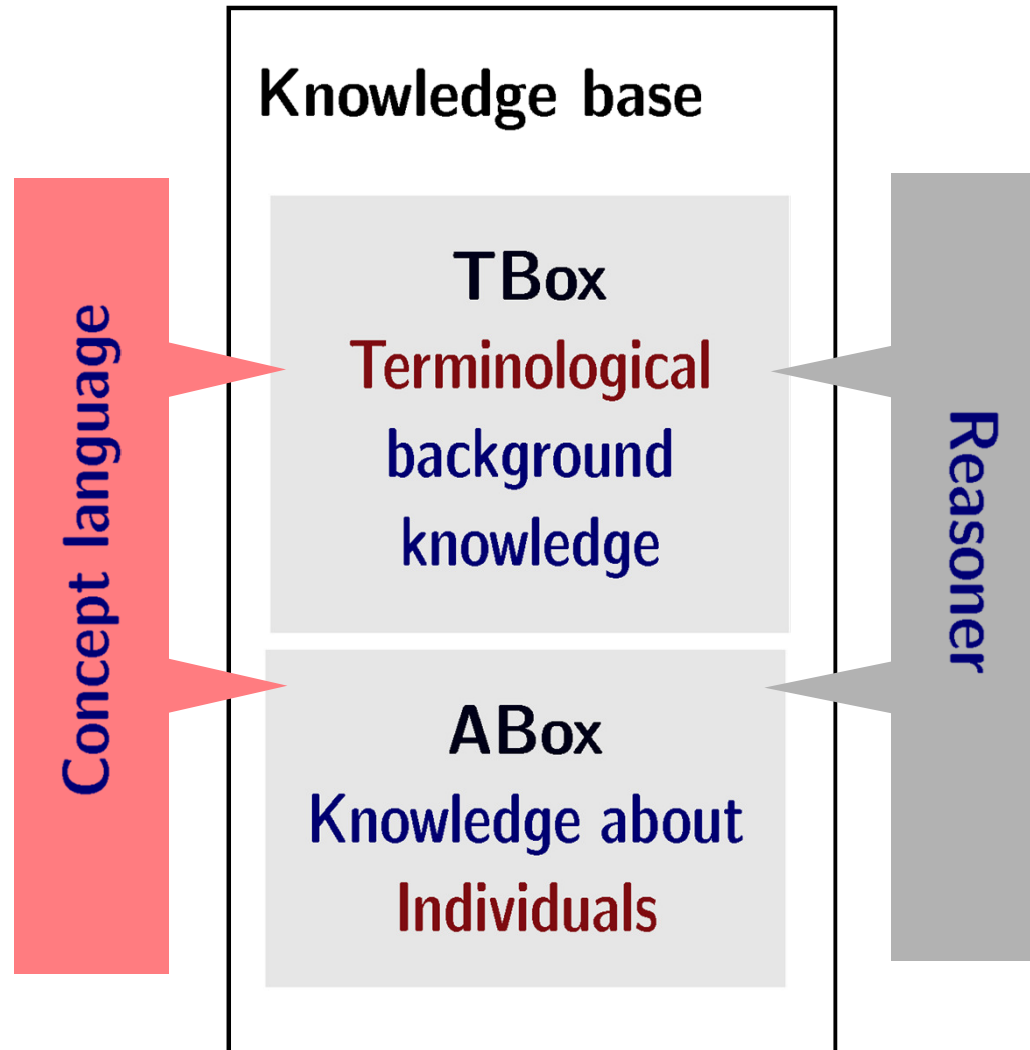 Knowledge base
Concept language
TBox
Terminological
background
knowledge
ABox
Knowledge about
Individuals
Reasoner